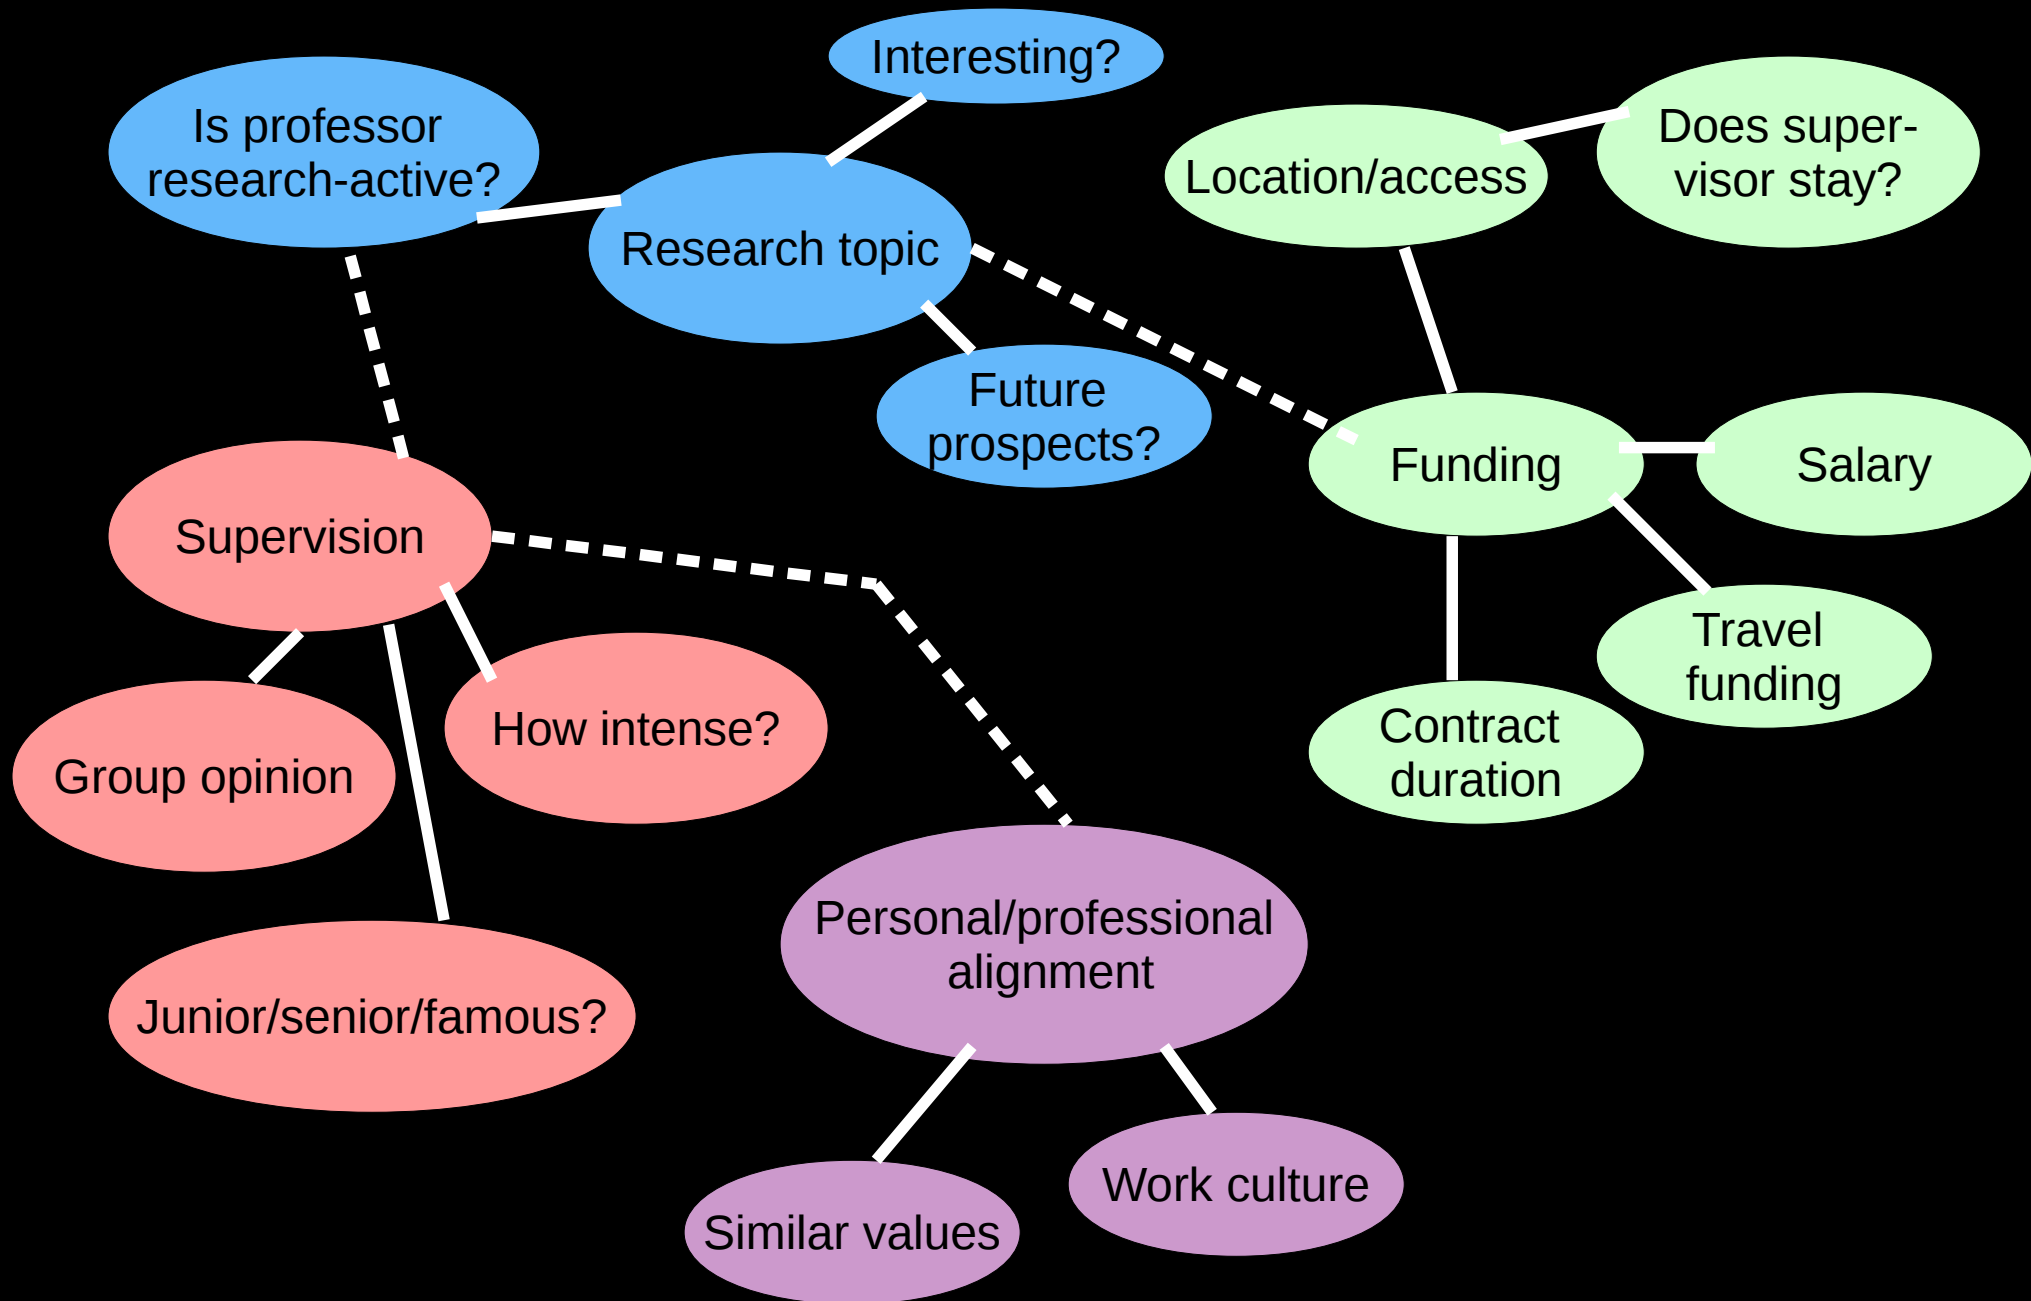 Interesting?
Is professor
research-active?
Does super-
visor stay?
Location/access
Research topic
Future
prospects?
Funding
Salary
Supervision
Travel
funding
How intense?
Contract
duration
Group opinion
Personal/professional
alignment
Junior/senior/famous?
Work culture
Similar values